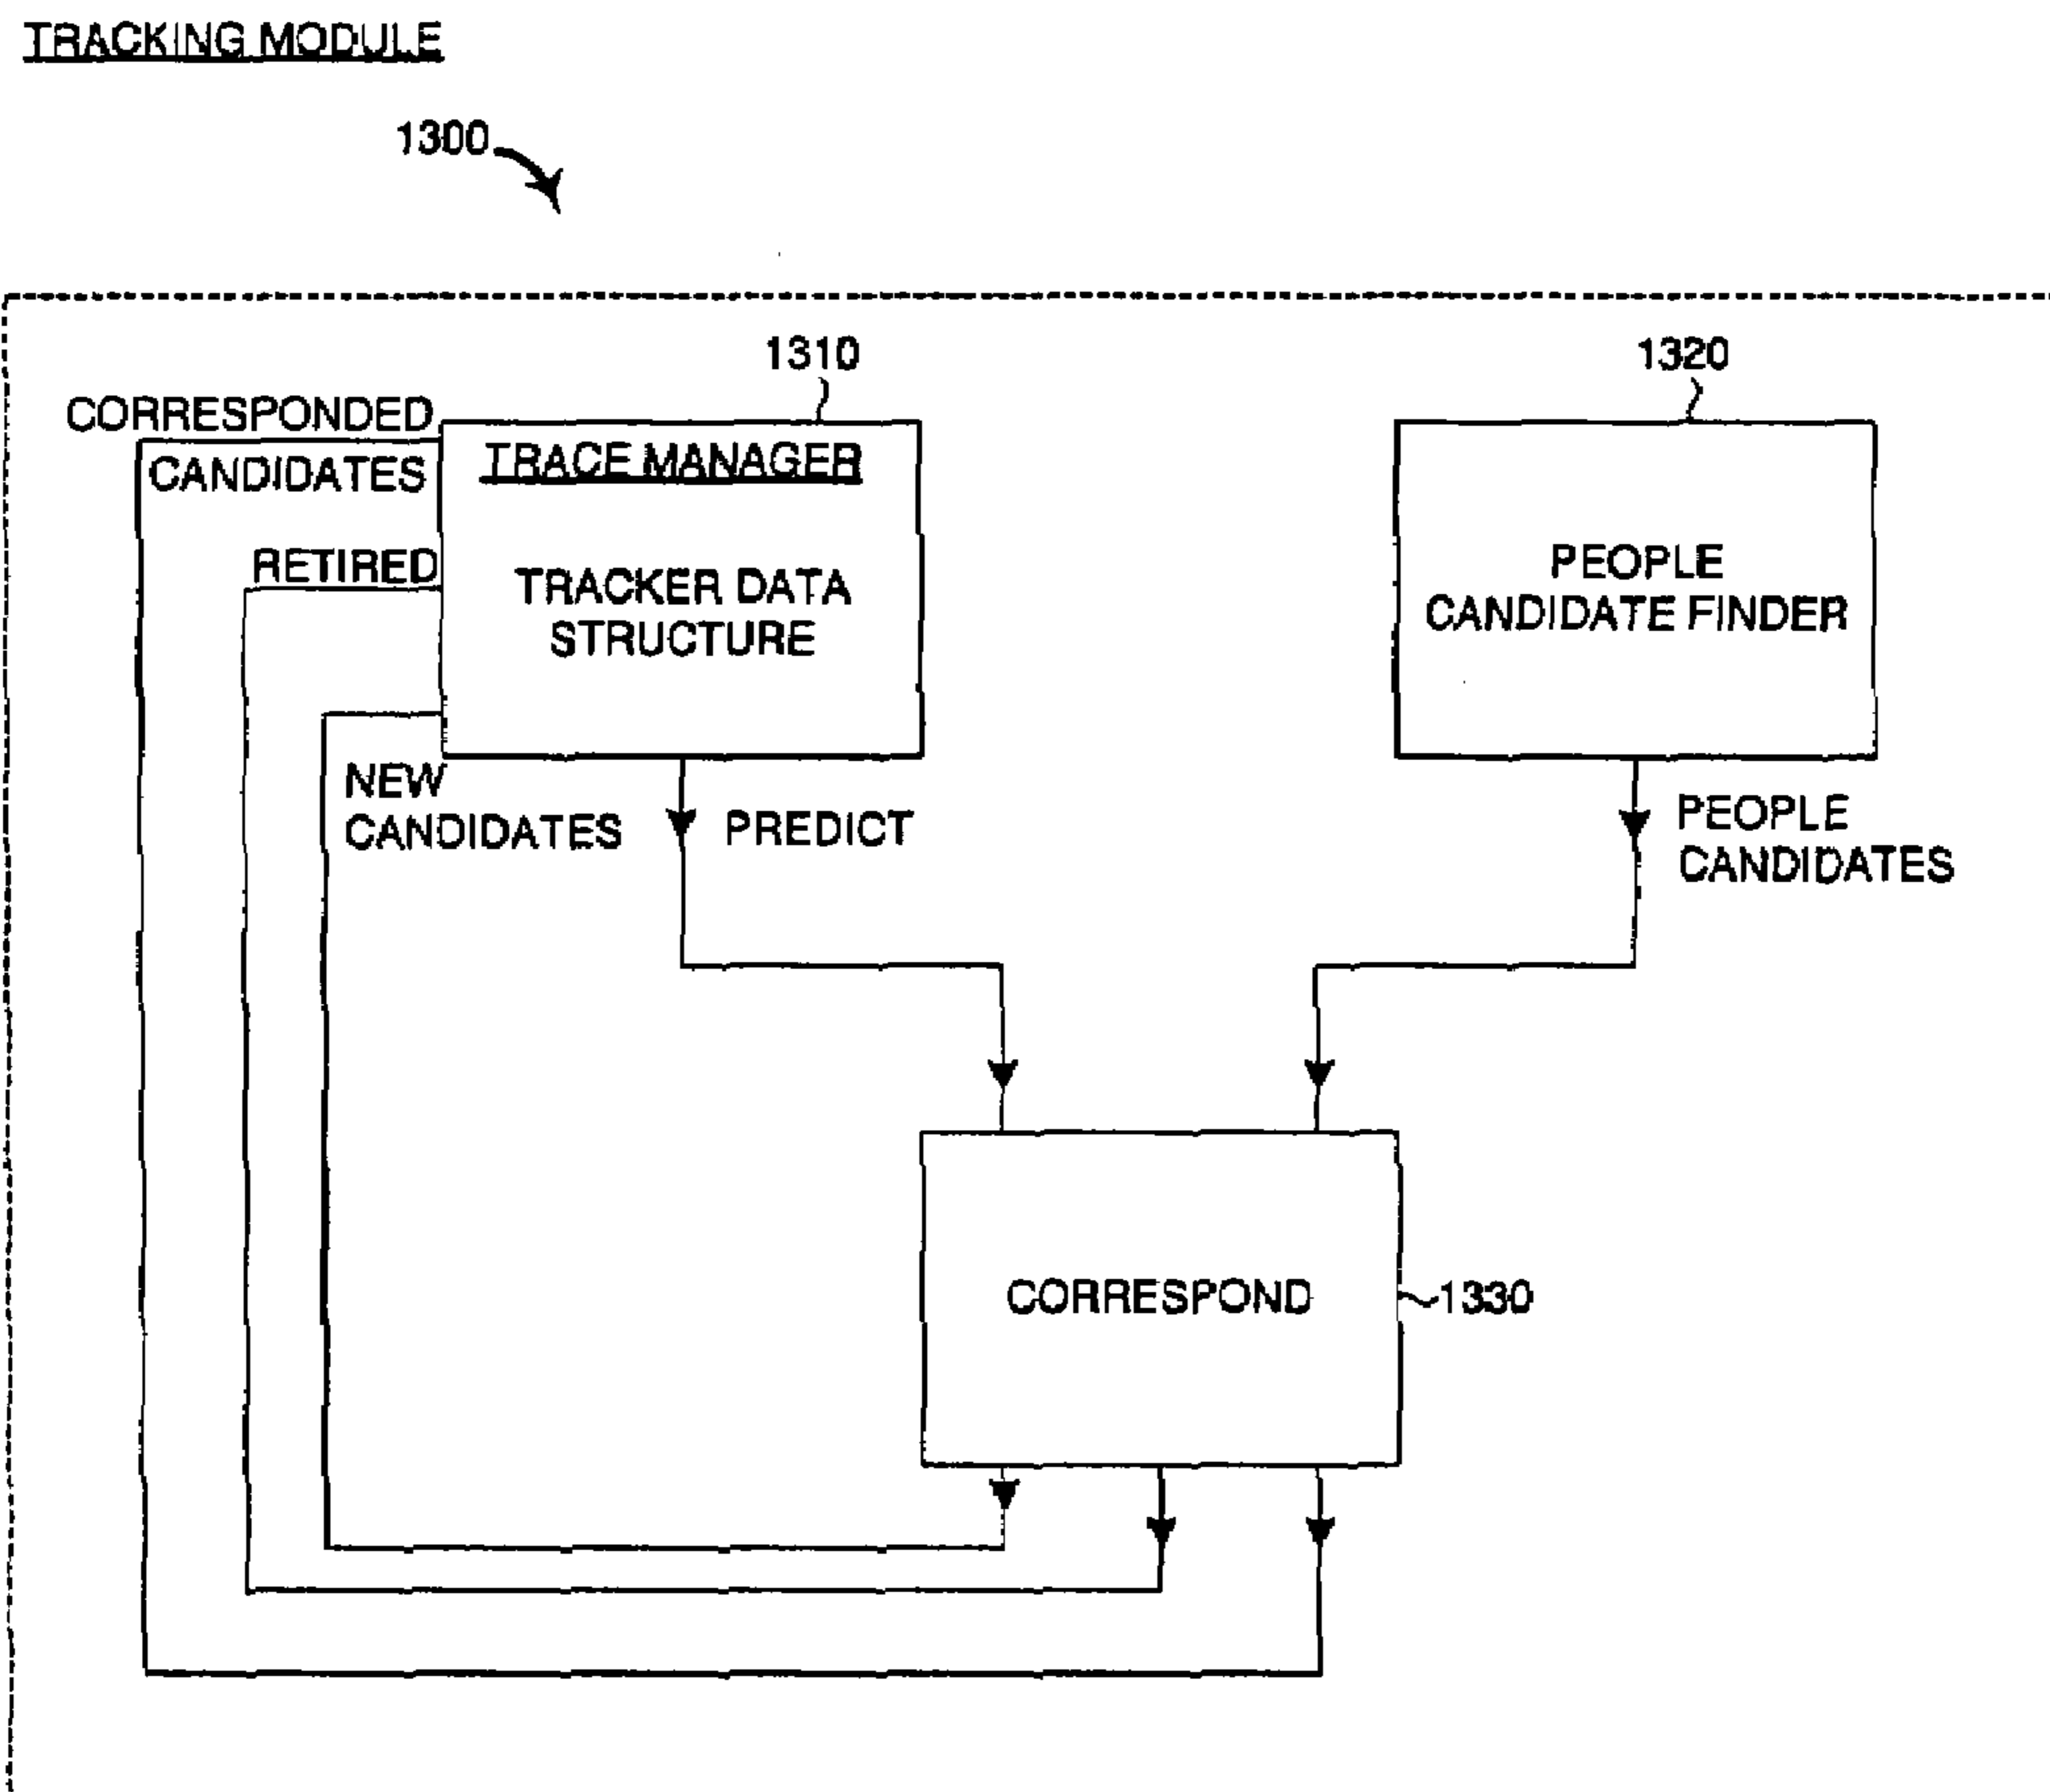 TRACKING MODULE
1300
1310
1320
CORRESPONDED
CANDIDATES
TRACE MANAGER
RETIRED
TRACKER DATA
STRUCTURE
PEOPLE
CANDIDATE FINDER
NEW
CANDIDATES
PREDICT
PEOPLE
CANDIDATES
CORRESPOND
1330